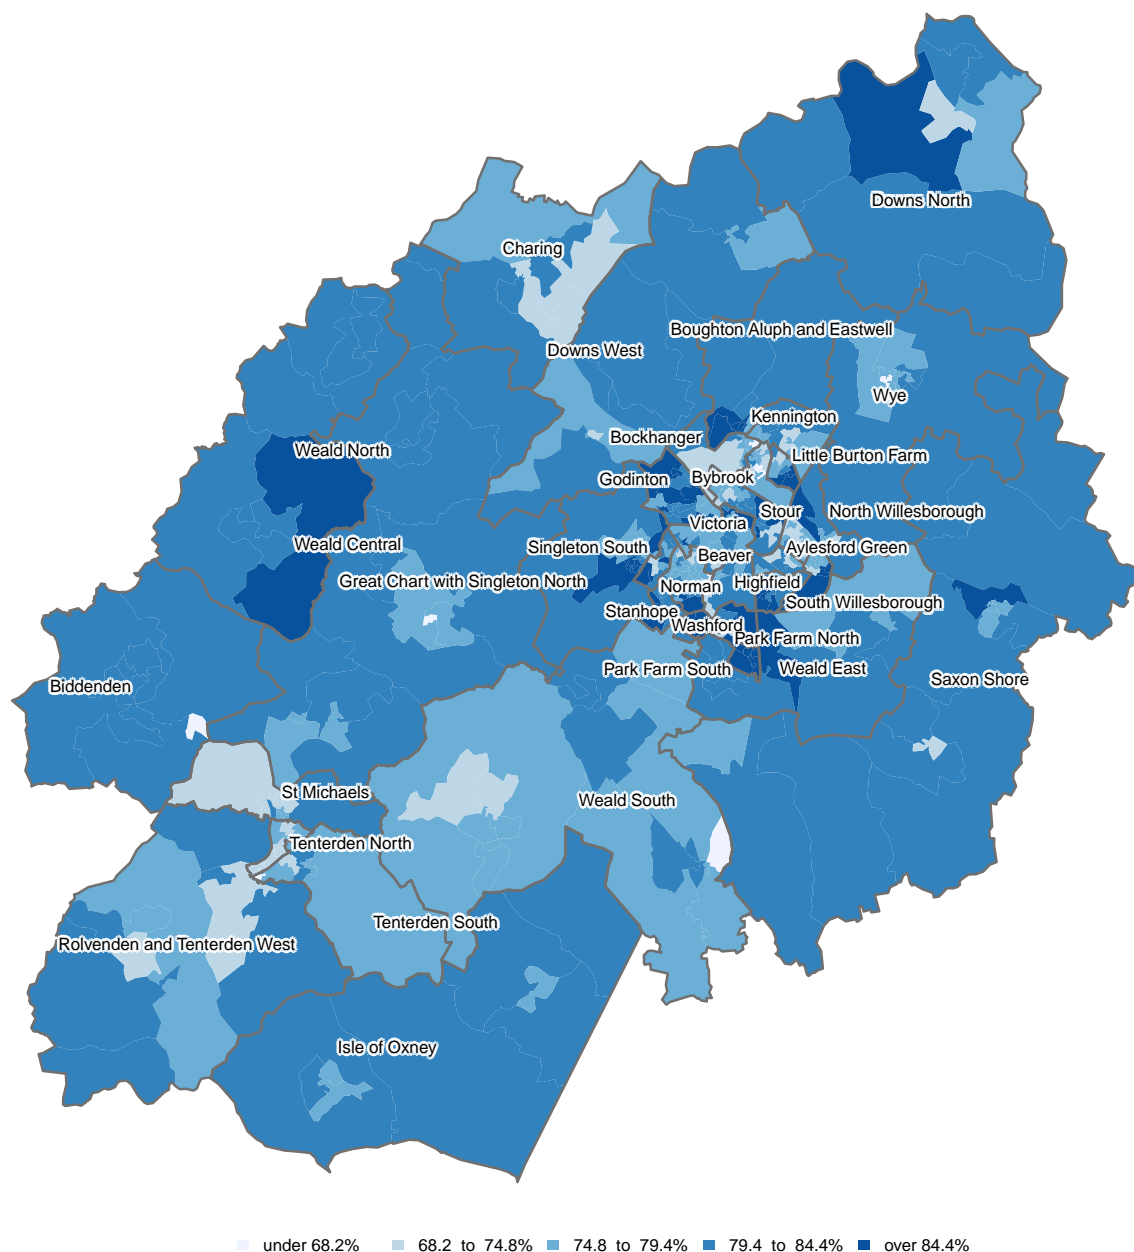 Downs North
Charing
Boughton Aluph and Eastwell
Downs West
Wye
Kennington
Bockhanger
Weald North
Little Burton Farm
Godinton
Bybrook
Stour
North Willesborough
Victoria
Weald Central
Singleton South
Aylesford Green
Beaver
Great Chart with Singleton North
Norman
Highfield
South Willesborough
Stanhope
Washford
Park Farm North
Park Farm South
Weald East
Saxon Shore
Biddenden
St Michaels
Weald South
Tenterden North
Tenterden South
Rolvenden and Tenterden West
Isle of Oxney
under 68.2% 68.2 to 74.8% 74.8 to 79.4% 79.4 to 84.4% over 84.4%